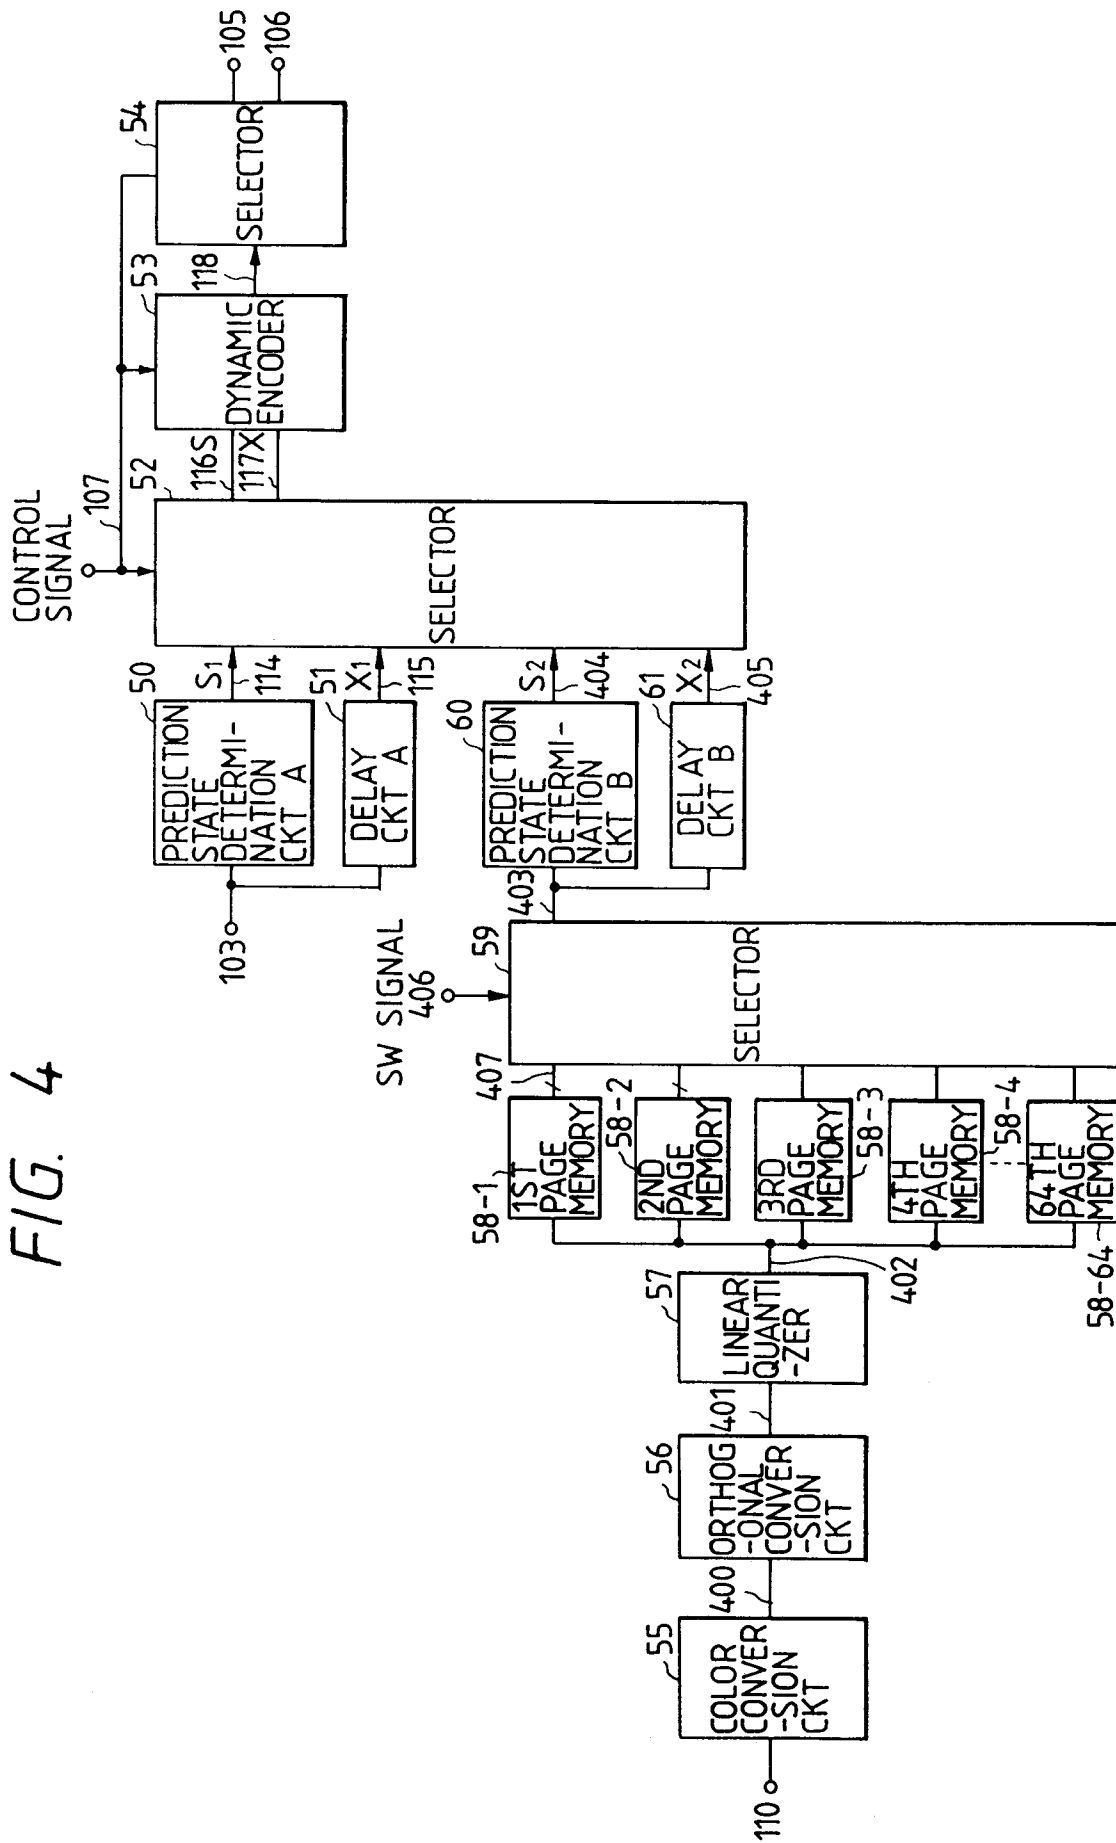 FIG. 4
110
55
COLOR
CONVER
-SION
CKT
400
56
ORTHOG
-ONAL
CONVER
-SION
CKT
401
57
LINEAR
QUANTI
-ZER
402
58-1
1ST
PAGE
MEMORY
407
58-2
2ND
PAGE
MEMORY
3RD
PAGE
MEMORY
58-3
4TH
PAGE
MEMORY
58-4
64TH
PAGE
MEMORY
58-64
SW SIGNAL
406
59
SELECTOR
403
103
50
PREDICTION
STATE
DETERMI-
NATION
CKT A
S1
114
51
DELAY
CKT A
X1
115
60
PREDICTION
STATE
DETERMI-
NATION
CKT B
S2
404
61
DELAY
CKT B
X2
405
CONTROL
SIGNAL
107
52
SELECTOR
116S
117X
53
DYNAMIC
ENCODER
118
54
SELECTOR
105
106